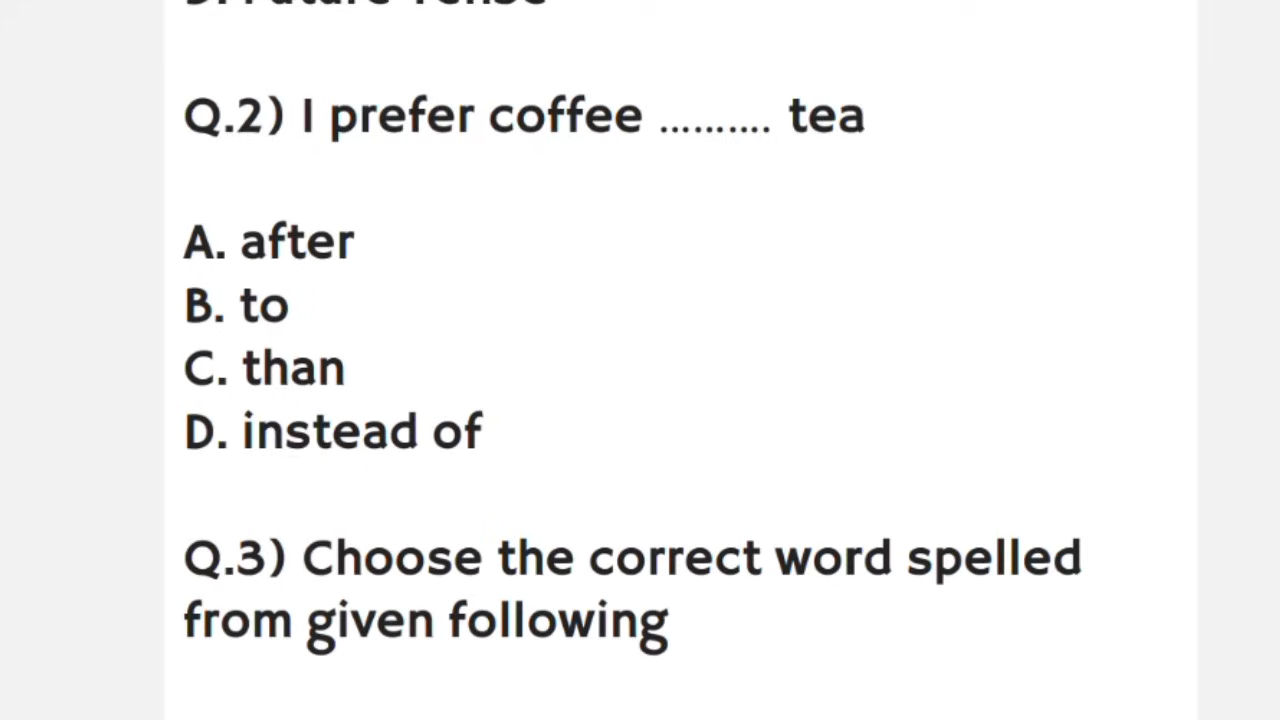 Q.2) I prefer coffee .......... tea
A. after
B. to
C. than
D. instead of
Q.3) Choose the correct word spelled
from given following